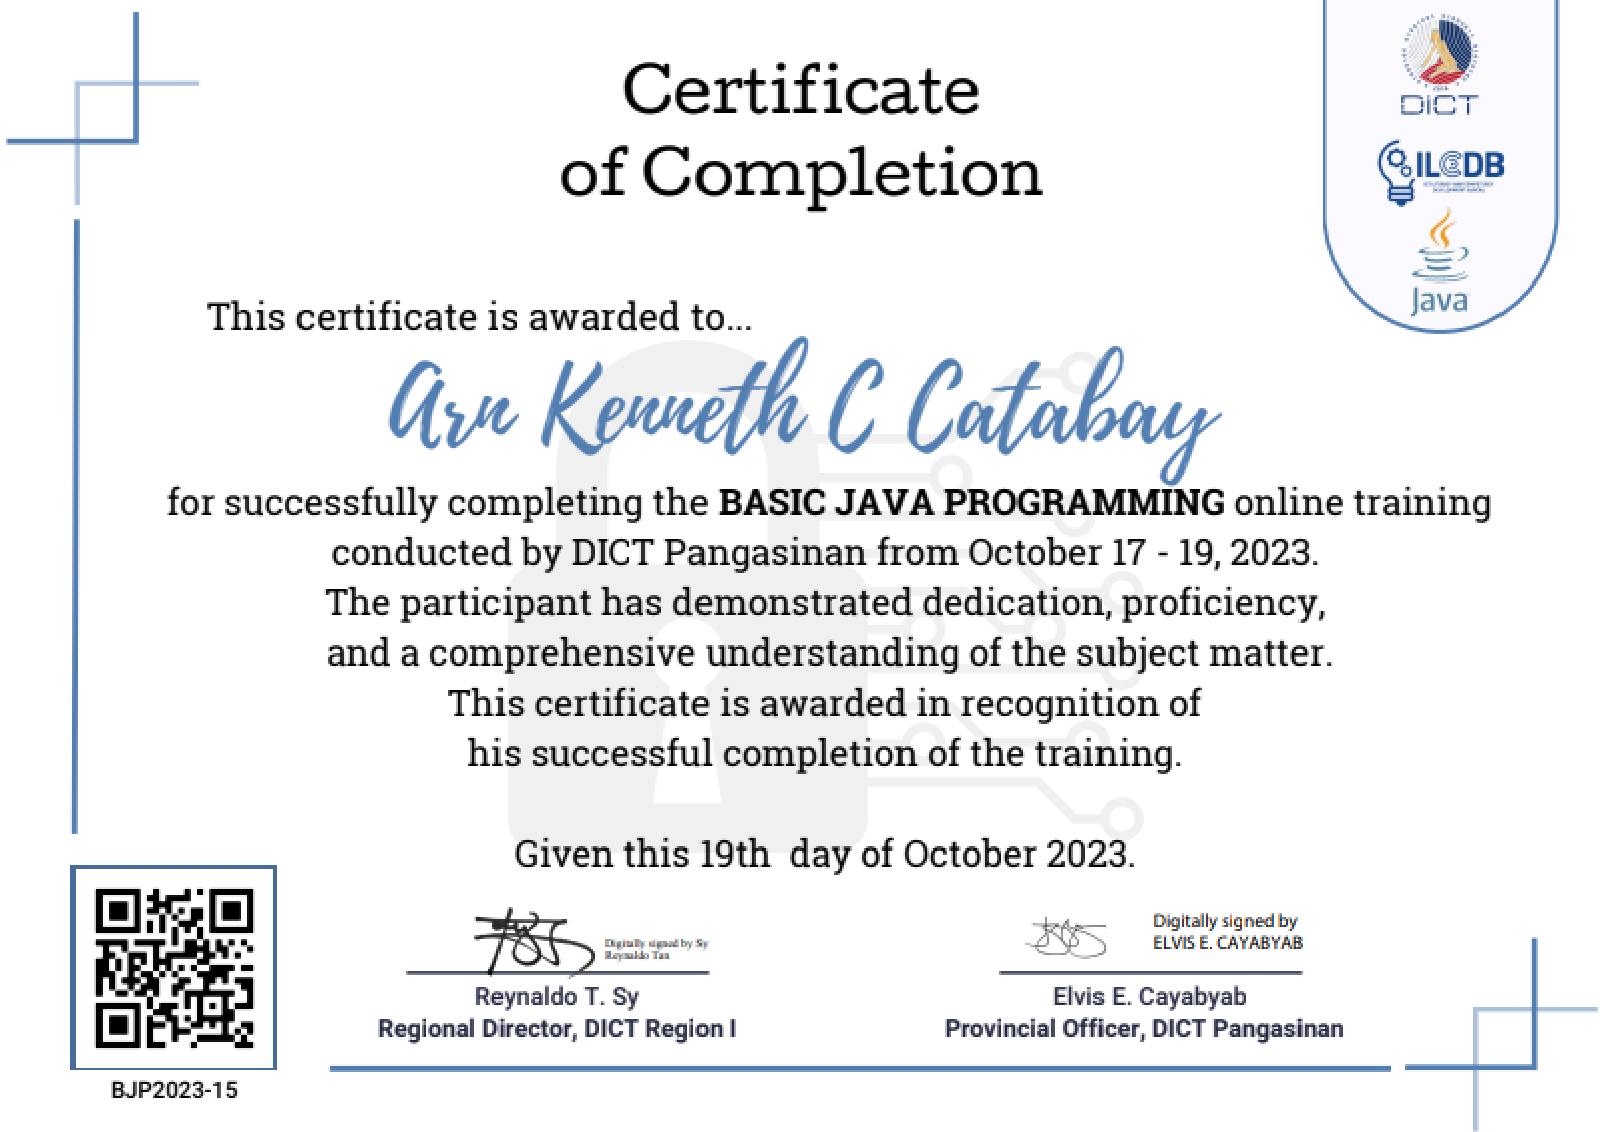 Certificate
of Completion
DICT
ILCDB
Java
This certificate is awarded to...
Arn Kenneth C Catabay
for successfully completing the BASIC JAVA PROGRAMMING online training
conducted by DICT Pangasinan from October 17 - 19, 2023.
The participant has demonstrated dedication, proficiency,
and a comprehensive understanding of the subject matter.
This certificate is awarded in recognition of
his successful completion of the training.
Given this 19th day of October 2023.
Digitally signed by Sy
Reynaldo Tan
Reynaldo T. Sy
Regional Director, DICT Region I
Digitally signed by
ELVIS E. CAYABYAB
Elvis E. Cayabyab
Provincial Officer, DICT Pangasinan
BJP2023-15